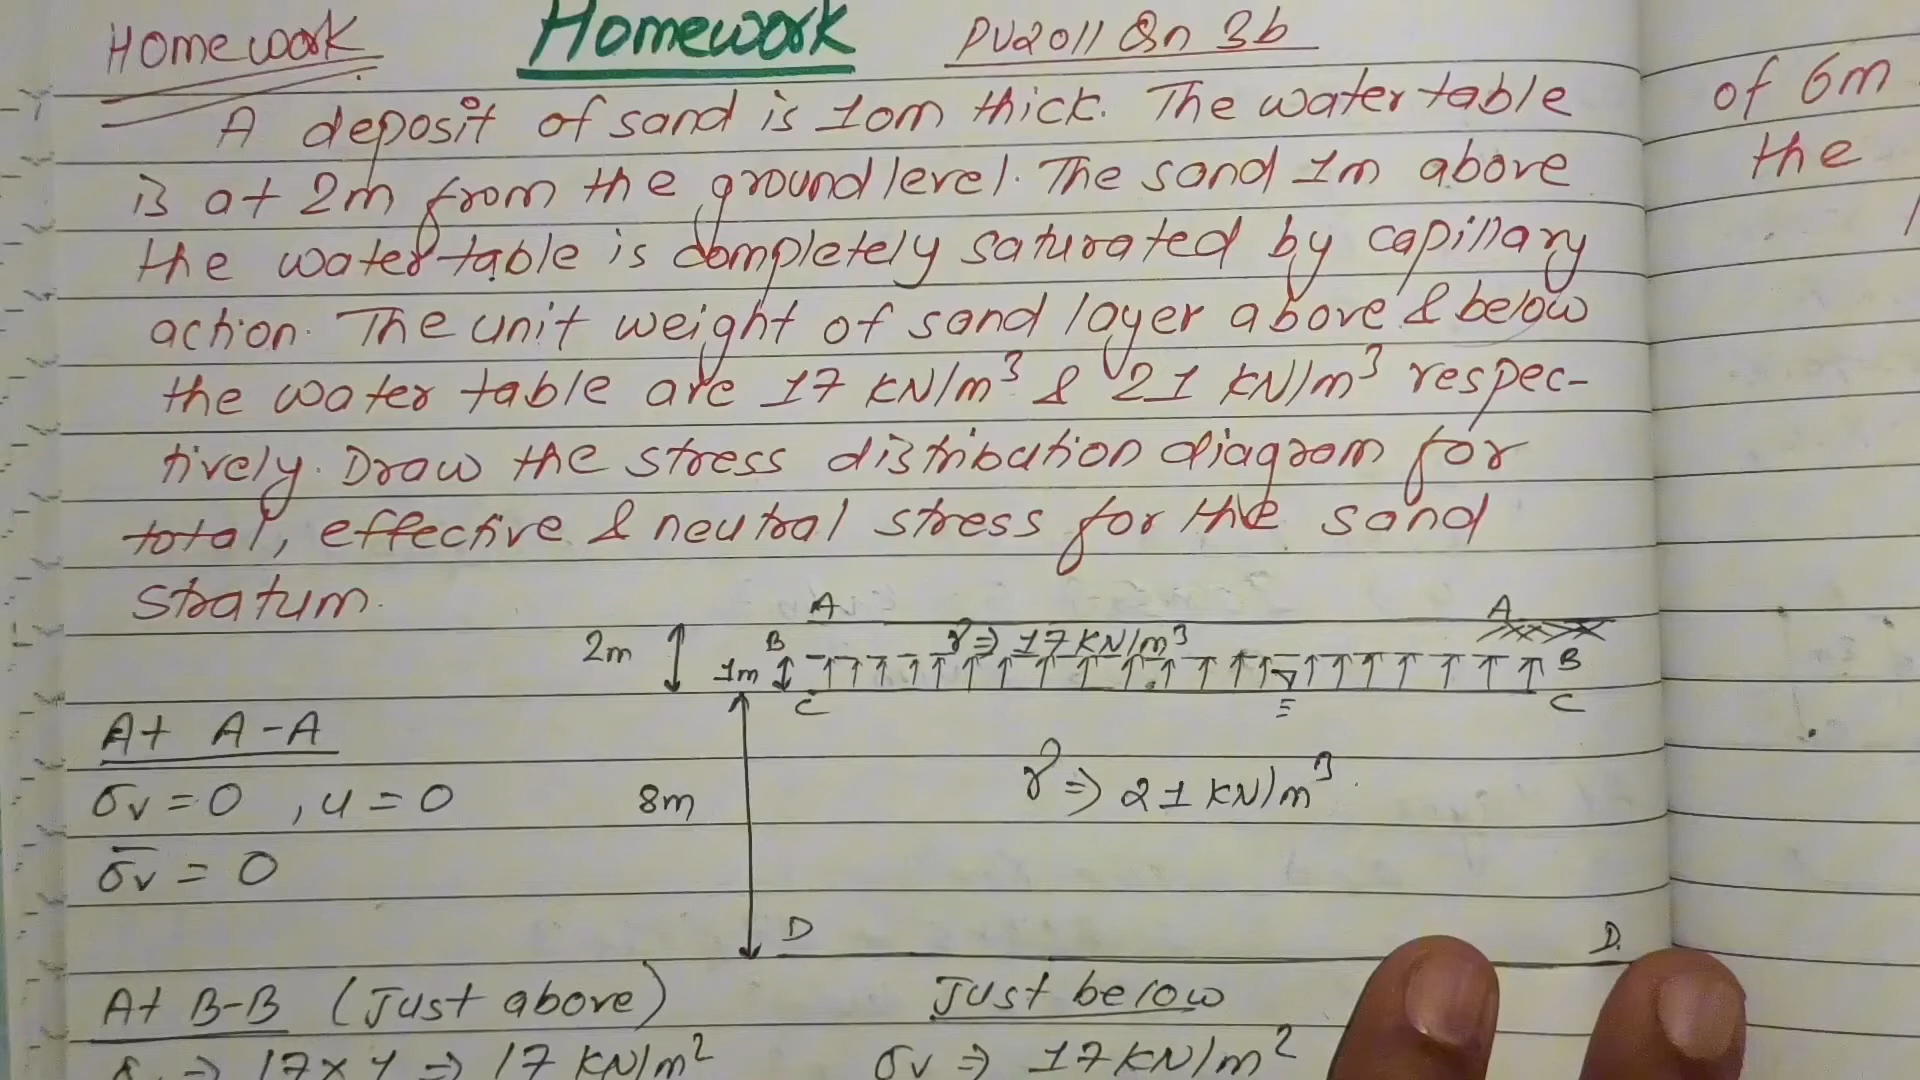 Homework Homework PU2011 Qn 3b
A deposit of sand is 10m thick. The water table
is at 2m from the ground level. The sand 1m above
the water table is completely saturated by capillary
action. The unit weight of sand layer above & below
the water table are 17 KN/m³ & 21 KN/m³ respec-
tively. Draw the stress distribution diagram for
total, effective & neutral stress for the sand
stratum.
of 6m
the
A A
2m B γ ⇒ 17 KN/m³
1m B
C C
At A-A
σv = 0 , u = 0
8m γ ⇒ 21 KN/m³
σ̅v = 0
D D.
At B-B (Just above) Just below
⇒ 17×1 ⇒ 17 KN/m² σv ⇒ 17 KN/m²